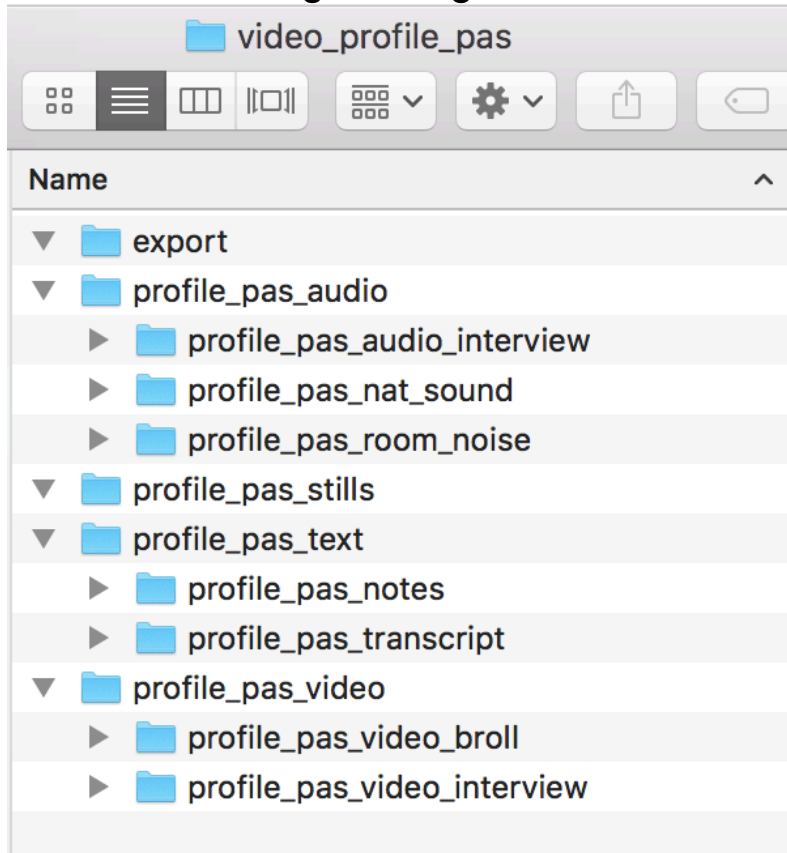 video_profile_pas
Name
export
profile_pas_audio
profile_pas_audio_interview
profile_pas_nat_sound
profile_pas_room_noise
profile_pas_stills
profile_pas_text
profile_pas_notes
profile_pas_transcript
profile_pas_video
profile_pas_video_broll
profile_pas_video_interview